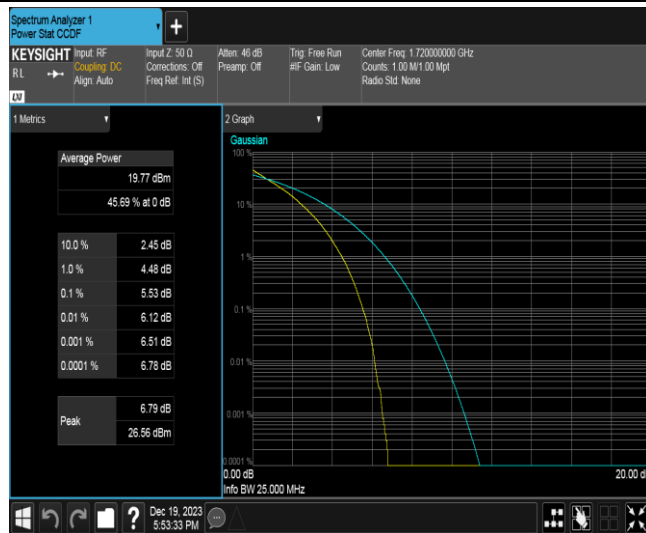 Spectrum Analyzer 1
Power Stat CCDF
+
KEYSIGHT
RL
LXI
Input: RF
Coupling: DC
Align: Auto
Input Z: 50 Ω
Corrections: Off
Freq Ref: Int (S)
Atten: 46 dB
Preamp: Off
Trig: Free Run
#IF Gain: Low
Center Freq: 1.720000000 GHz
Counts: 1.00 M/1.00 Mpt
Radio Std: None
1 Metrics
Average Power
19.77 dBm
45.69 % at 0 dB
10.0 % 2.45 dB
1.0 % 4.48 dB
0.1 % 5.53 dB
0.01 % 6.12 dB
0.001 % 6.51 dB
0.0001 % 6.78 dB
Peak 6.79 dB
26.56 dBm
2 Graph
Gaussian
100 %
10 %
1 %
0.1 %
0.01 %
0.001 %
0.0001 %
0.00 dB 20.00 d
Info BW 25.000 MHz
?
Dec 19, 2023
5:53:33 PM